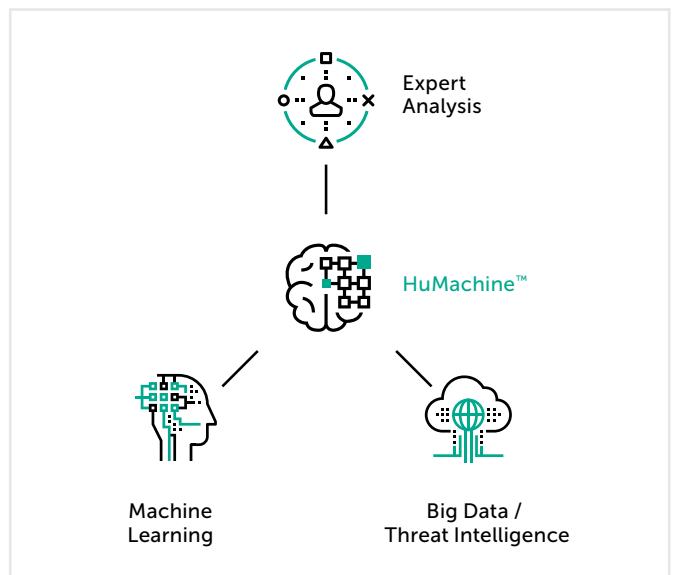 Expert
Analysis
HuMachine™
Machine
Learning
Big Data /
Threat Intelligence